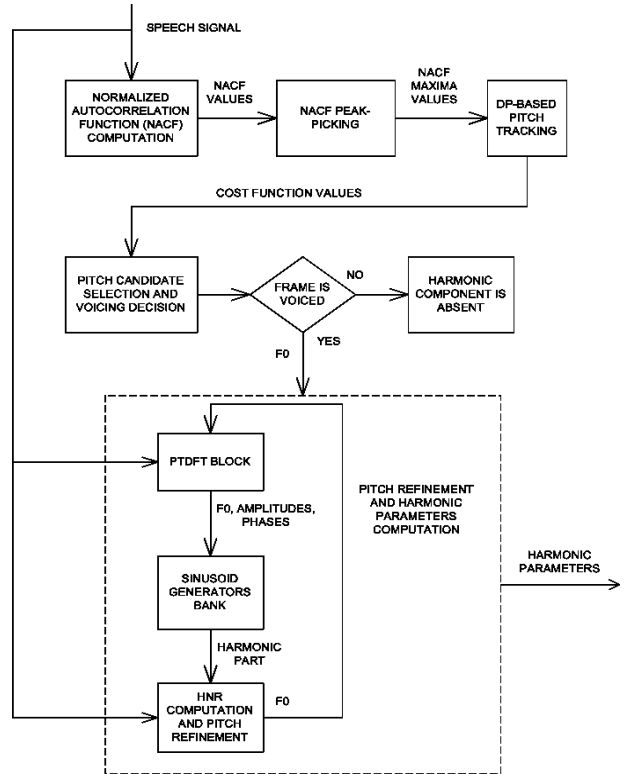 SPEECH SIGNAL
NORMALIZED
AUTOCORRELATION
FUNCTION (NACF)
COMPUTATION
NACF
VALUES
NACF PEAK-
PICKING
NACF
MAXIMA
VALUES
DP-BASED
PITCH
TRACKING
COST FUNCTION VALUES
PITCH CANDIDATE
SELECTION AND
VOICING DECISION
FRAME IS
VOICED
NO
HARMONIC
COMPONENT IS
ABSENT
YES
F0
PTDFT BLOCK
F0, AMPLITUDES,
PHASES
PITCH REFINEMENT
AND HARMONIC
PARAMETERS
COMPUTATION
SINUSOID
GENERATORS
BANK
HARMONIC
PARAMETERS
HARMONIC
PART
HNR
COMPUTATION
AND PITCH
REFINEMENT
F0